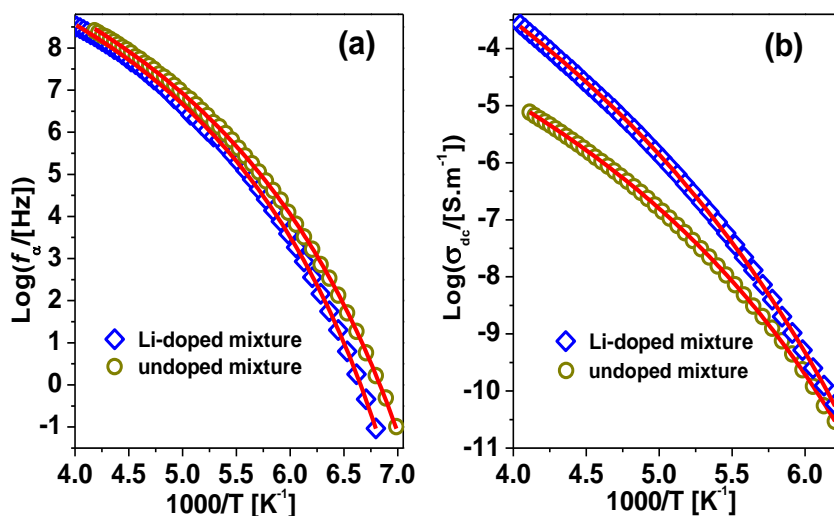 (a)
Log(fα/[Hz])
8
7
6
5
4
3
2
1
0
-1
Li-doped mixture
undoped mixture
4.0 4.5 5.0 5.5 6.0 6.5 7.0
1000/T [K⁻¹]
(b)
Log(σdc/[S.m⁻¹])
-4
-5
-6
-7
-8
-9
-10
-11
Li-doped mixture
undoped mixture
4.0 4.5 5.0 5.5 6.0
1000/T [K⁻¹]